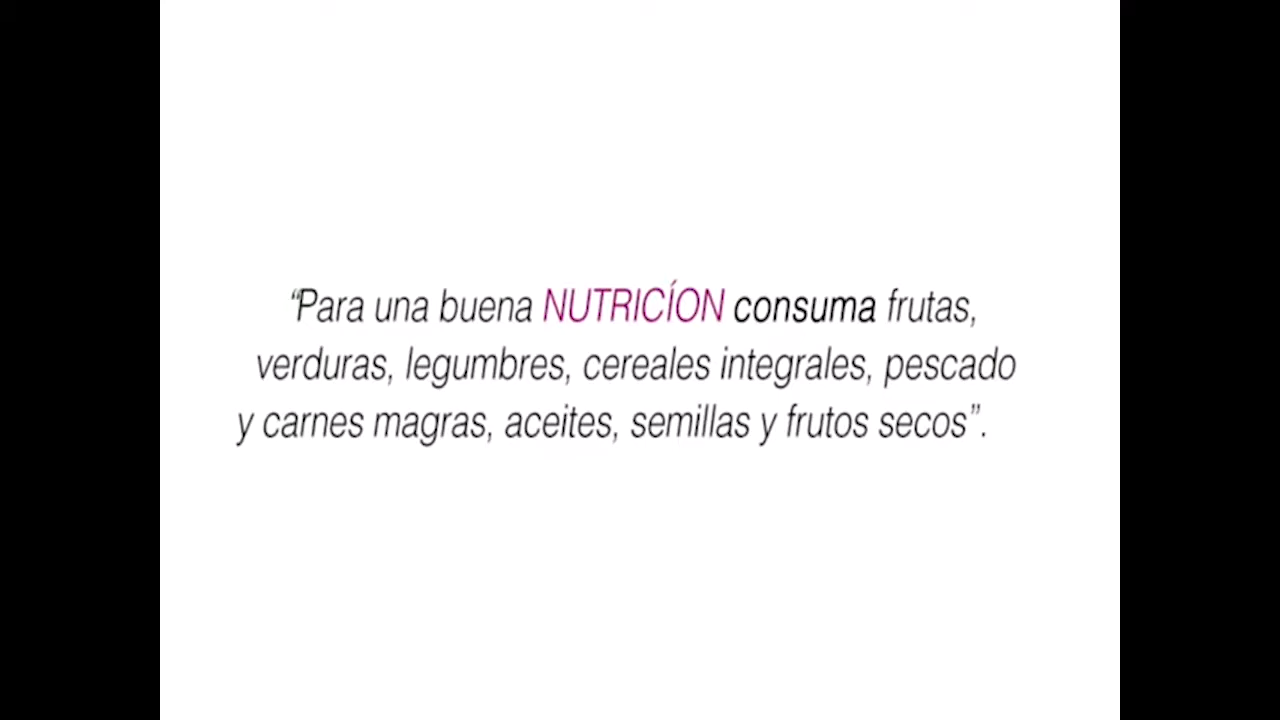 “Para una buena NUTRICÍON consuma frutas,
verduras, legumbres, cereales integrales, pescado
y carnes magras, aceites, semillas y frutos secos”.